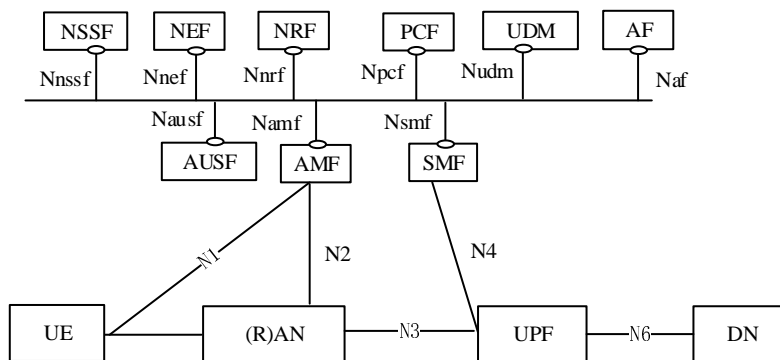 NSSF NEF NRF PCF UDM AF
Nnssf Nnef Nnrf Npcf Nudm Naf
Nausf Namf Nsmf
AUSF AMF SMF
N1 N2 N4
UE (R)AN N3 UPF N6 DN